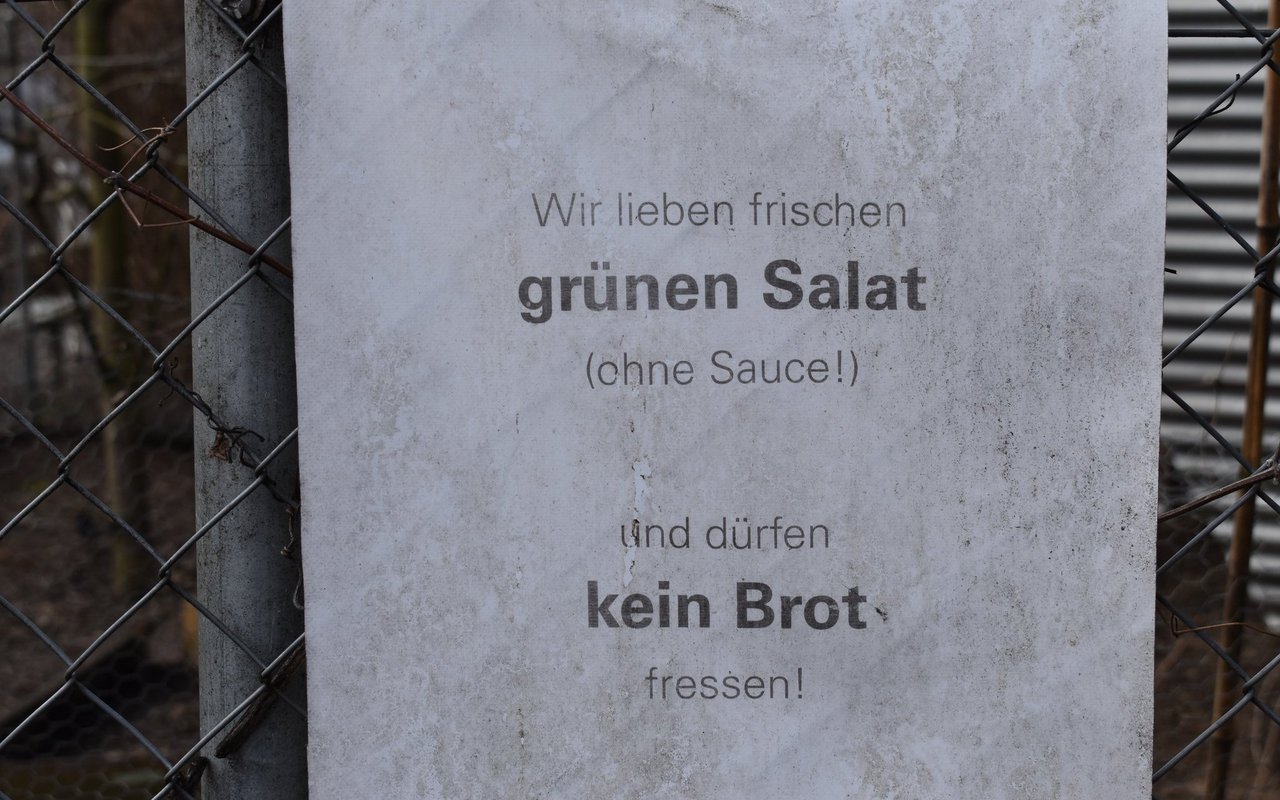 Wir lieben frischen
grünen Salat
(ohne Sauce!)
und dürfen
kein Brot
fressen!